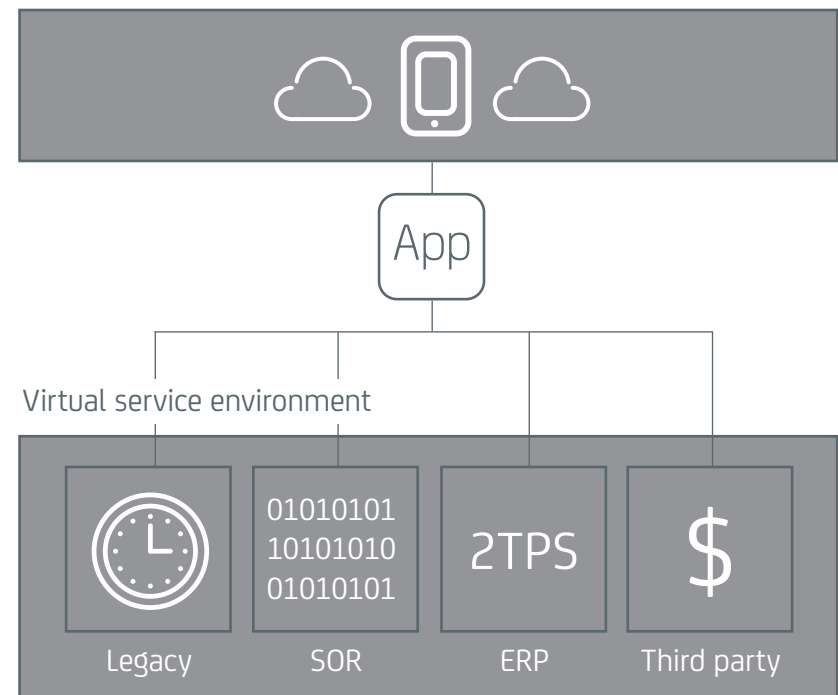 App
Virtual service environment
01010101
10101010
01010101
2TPS
$
Legacy
SOR
ERP
Third party